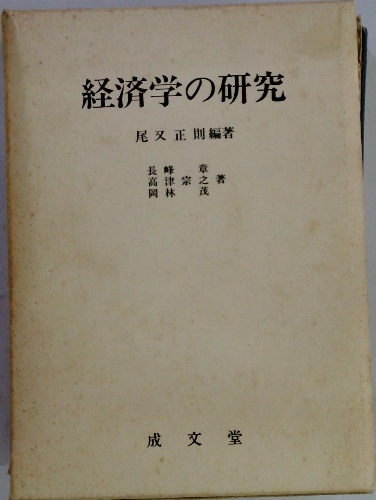 経済学の研究
尾又正則編著
長峰 章
高津宗之著
岡林 茂
成文堂